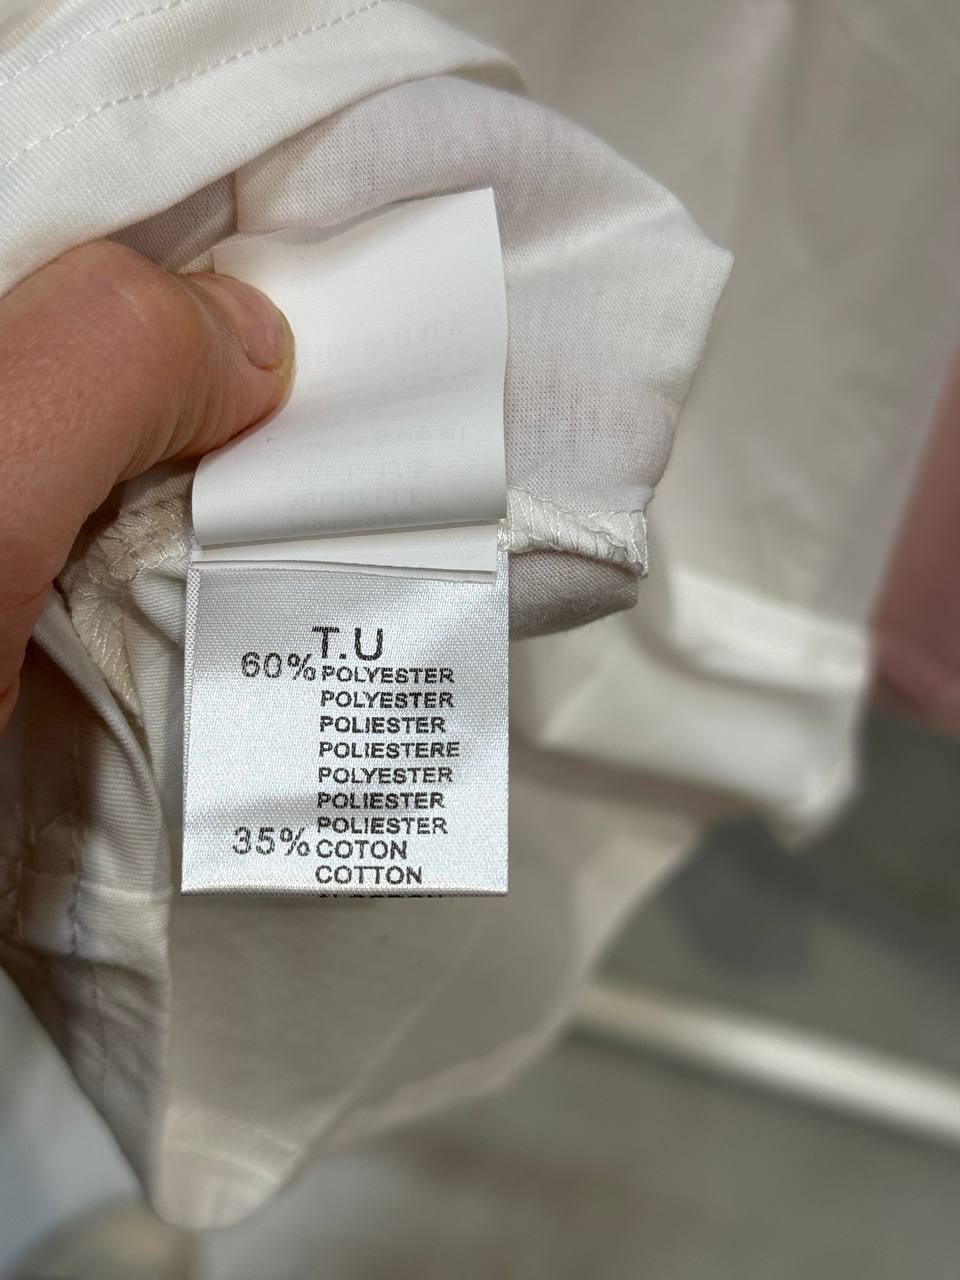 T.U
60% POLYESTER
POLYESTER
POLIESTER
POLIESTERE
POLYESTER
POLIESTER
POLIESTER
35% COTON
COTTON